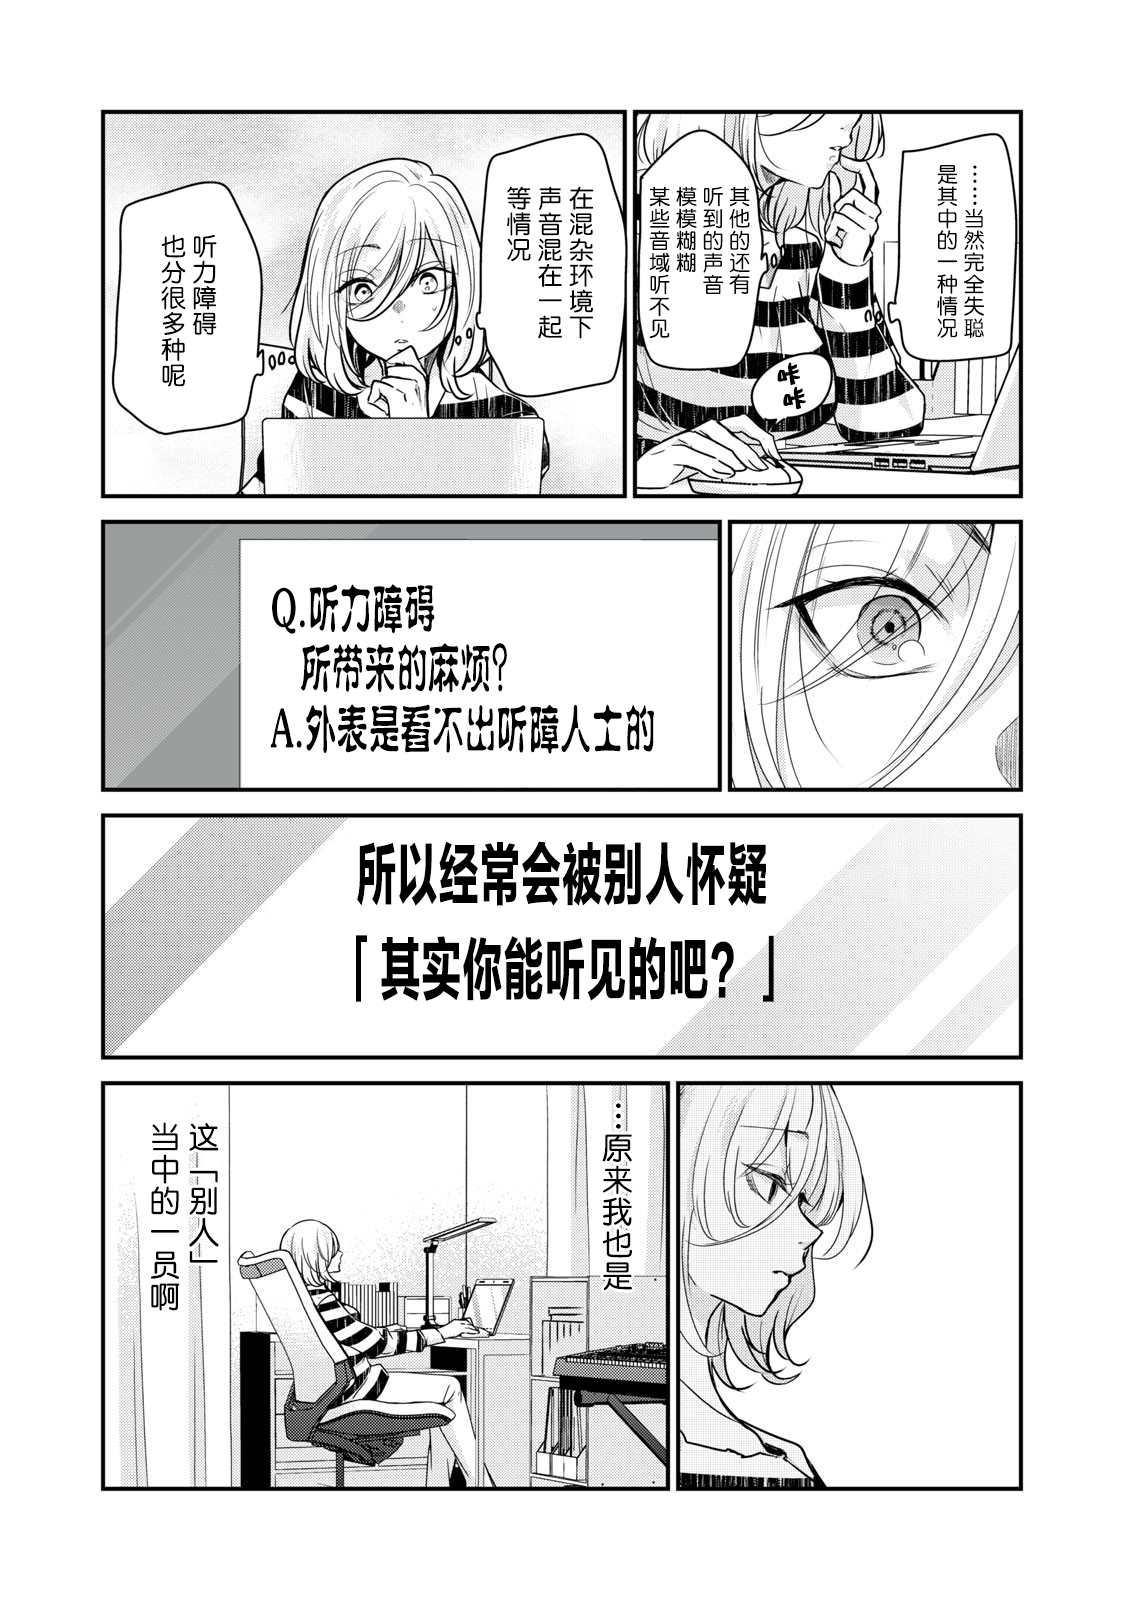 ……当然完全失聪
是其中的一种情况
其他的还有
听到的声音
模模糊糊
某些音域听不见
咔
咔
在混杂环境下
声音混在一起
等情况
听力障碍
也分很多种呢
Q.听力障碍
所带来的麻烦?
A.外表是看不出听障人士的
所以经常会被别人怀疑
「其实你能听见的吧？」
…原来我也是
这「别人」
当中的一员啊